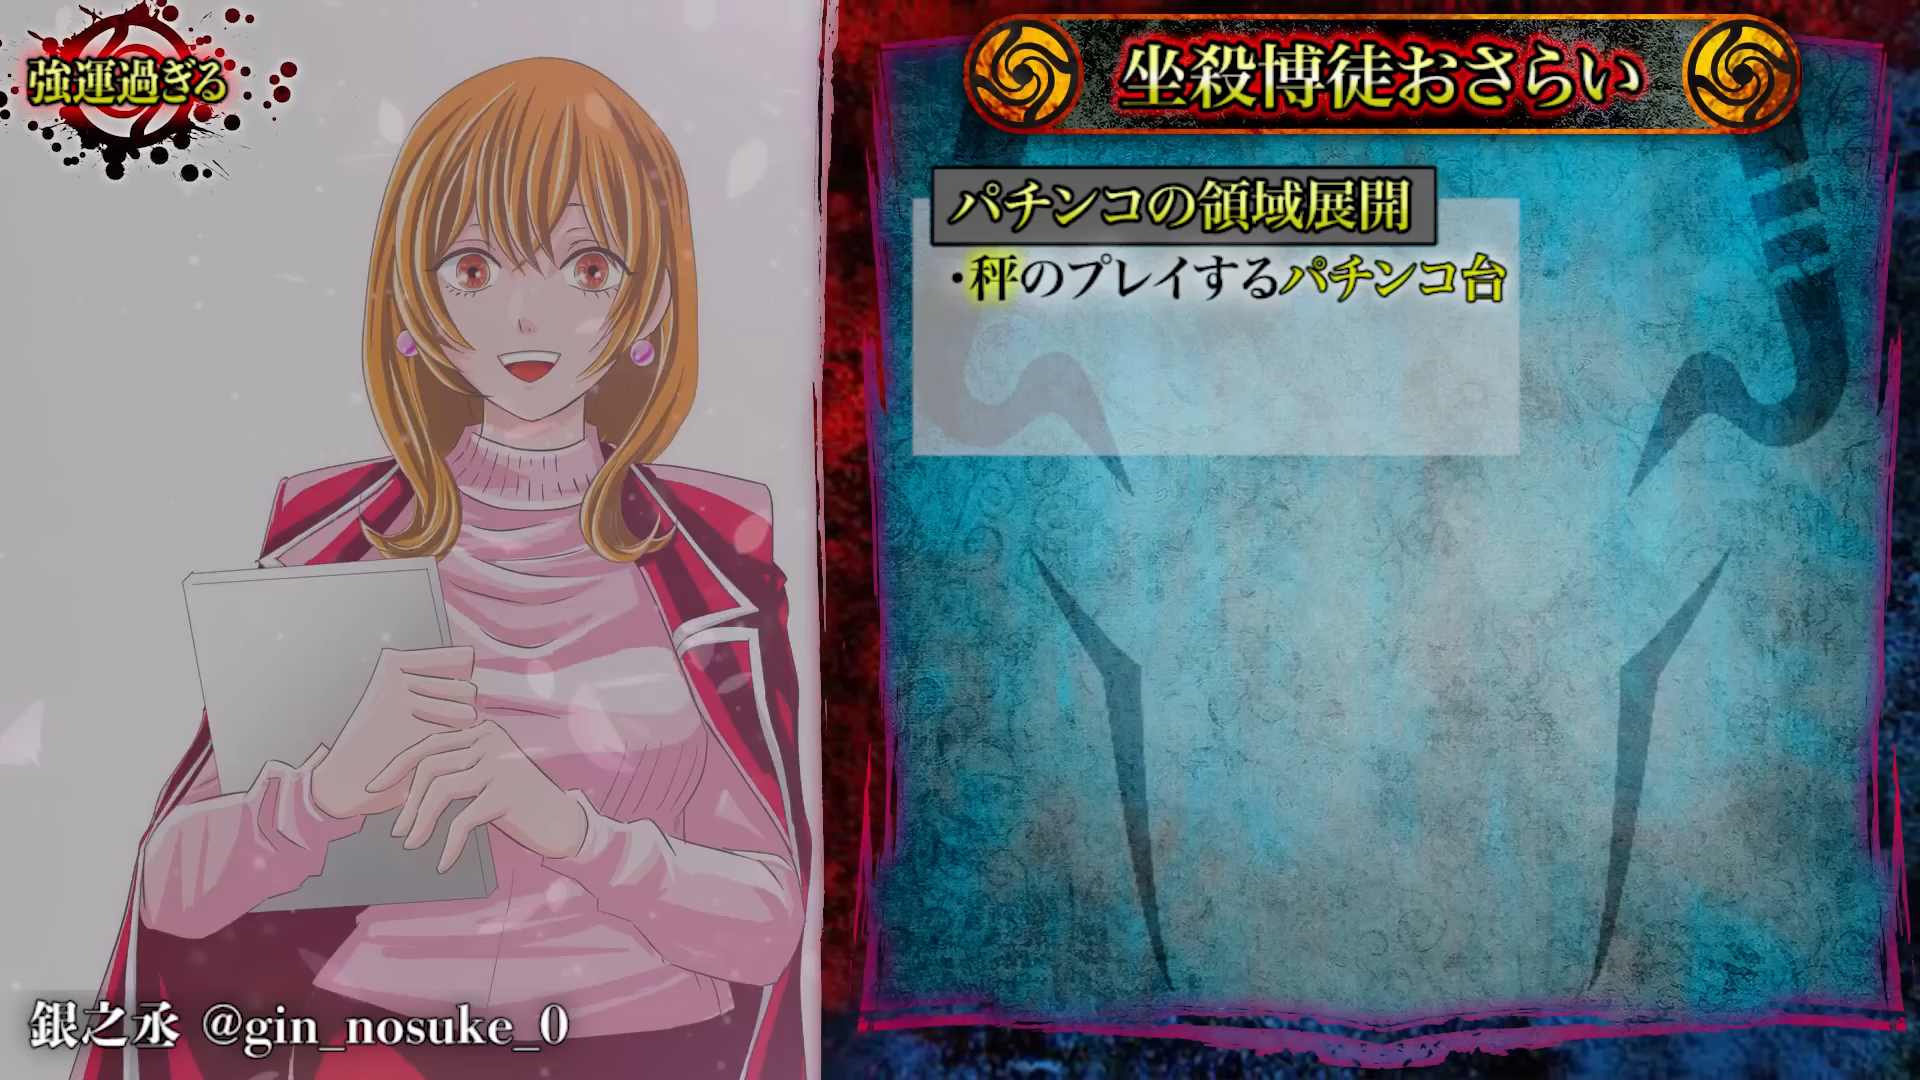 強運過ぎる
坐殺博徒おさらい
パチンコの領域展開
・秤のプレイするパチンコ台
銀之丞 @gin_nosuke_0